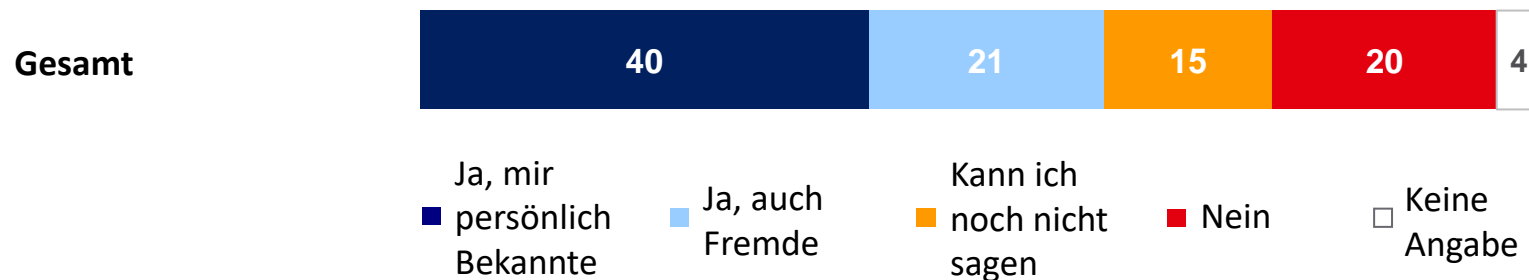 Gesamt 40 21 15 20 4
Ja, mir
persönlich
Bekannte
Ja, auch
Fremde
Kann ich
noch nicht
sagen
Nein
Keine
Angabe